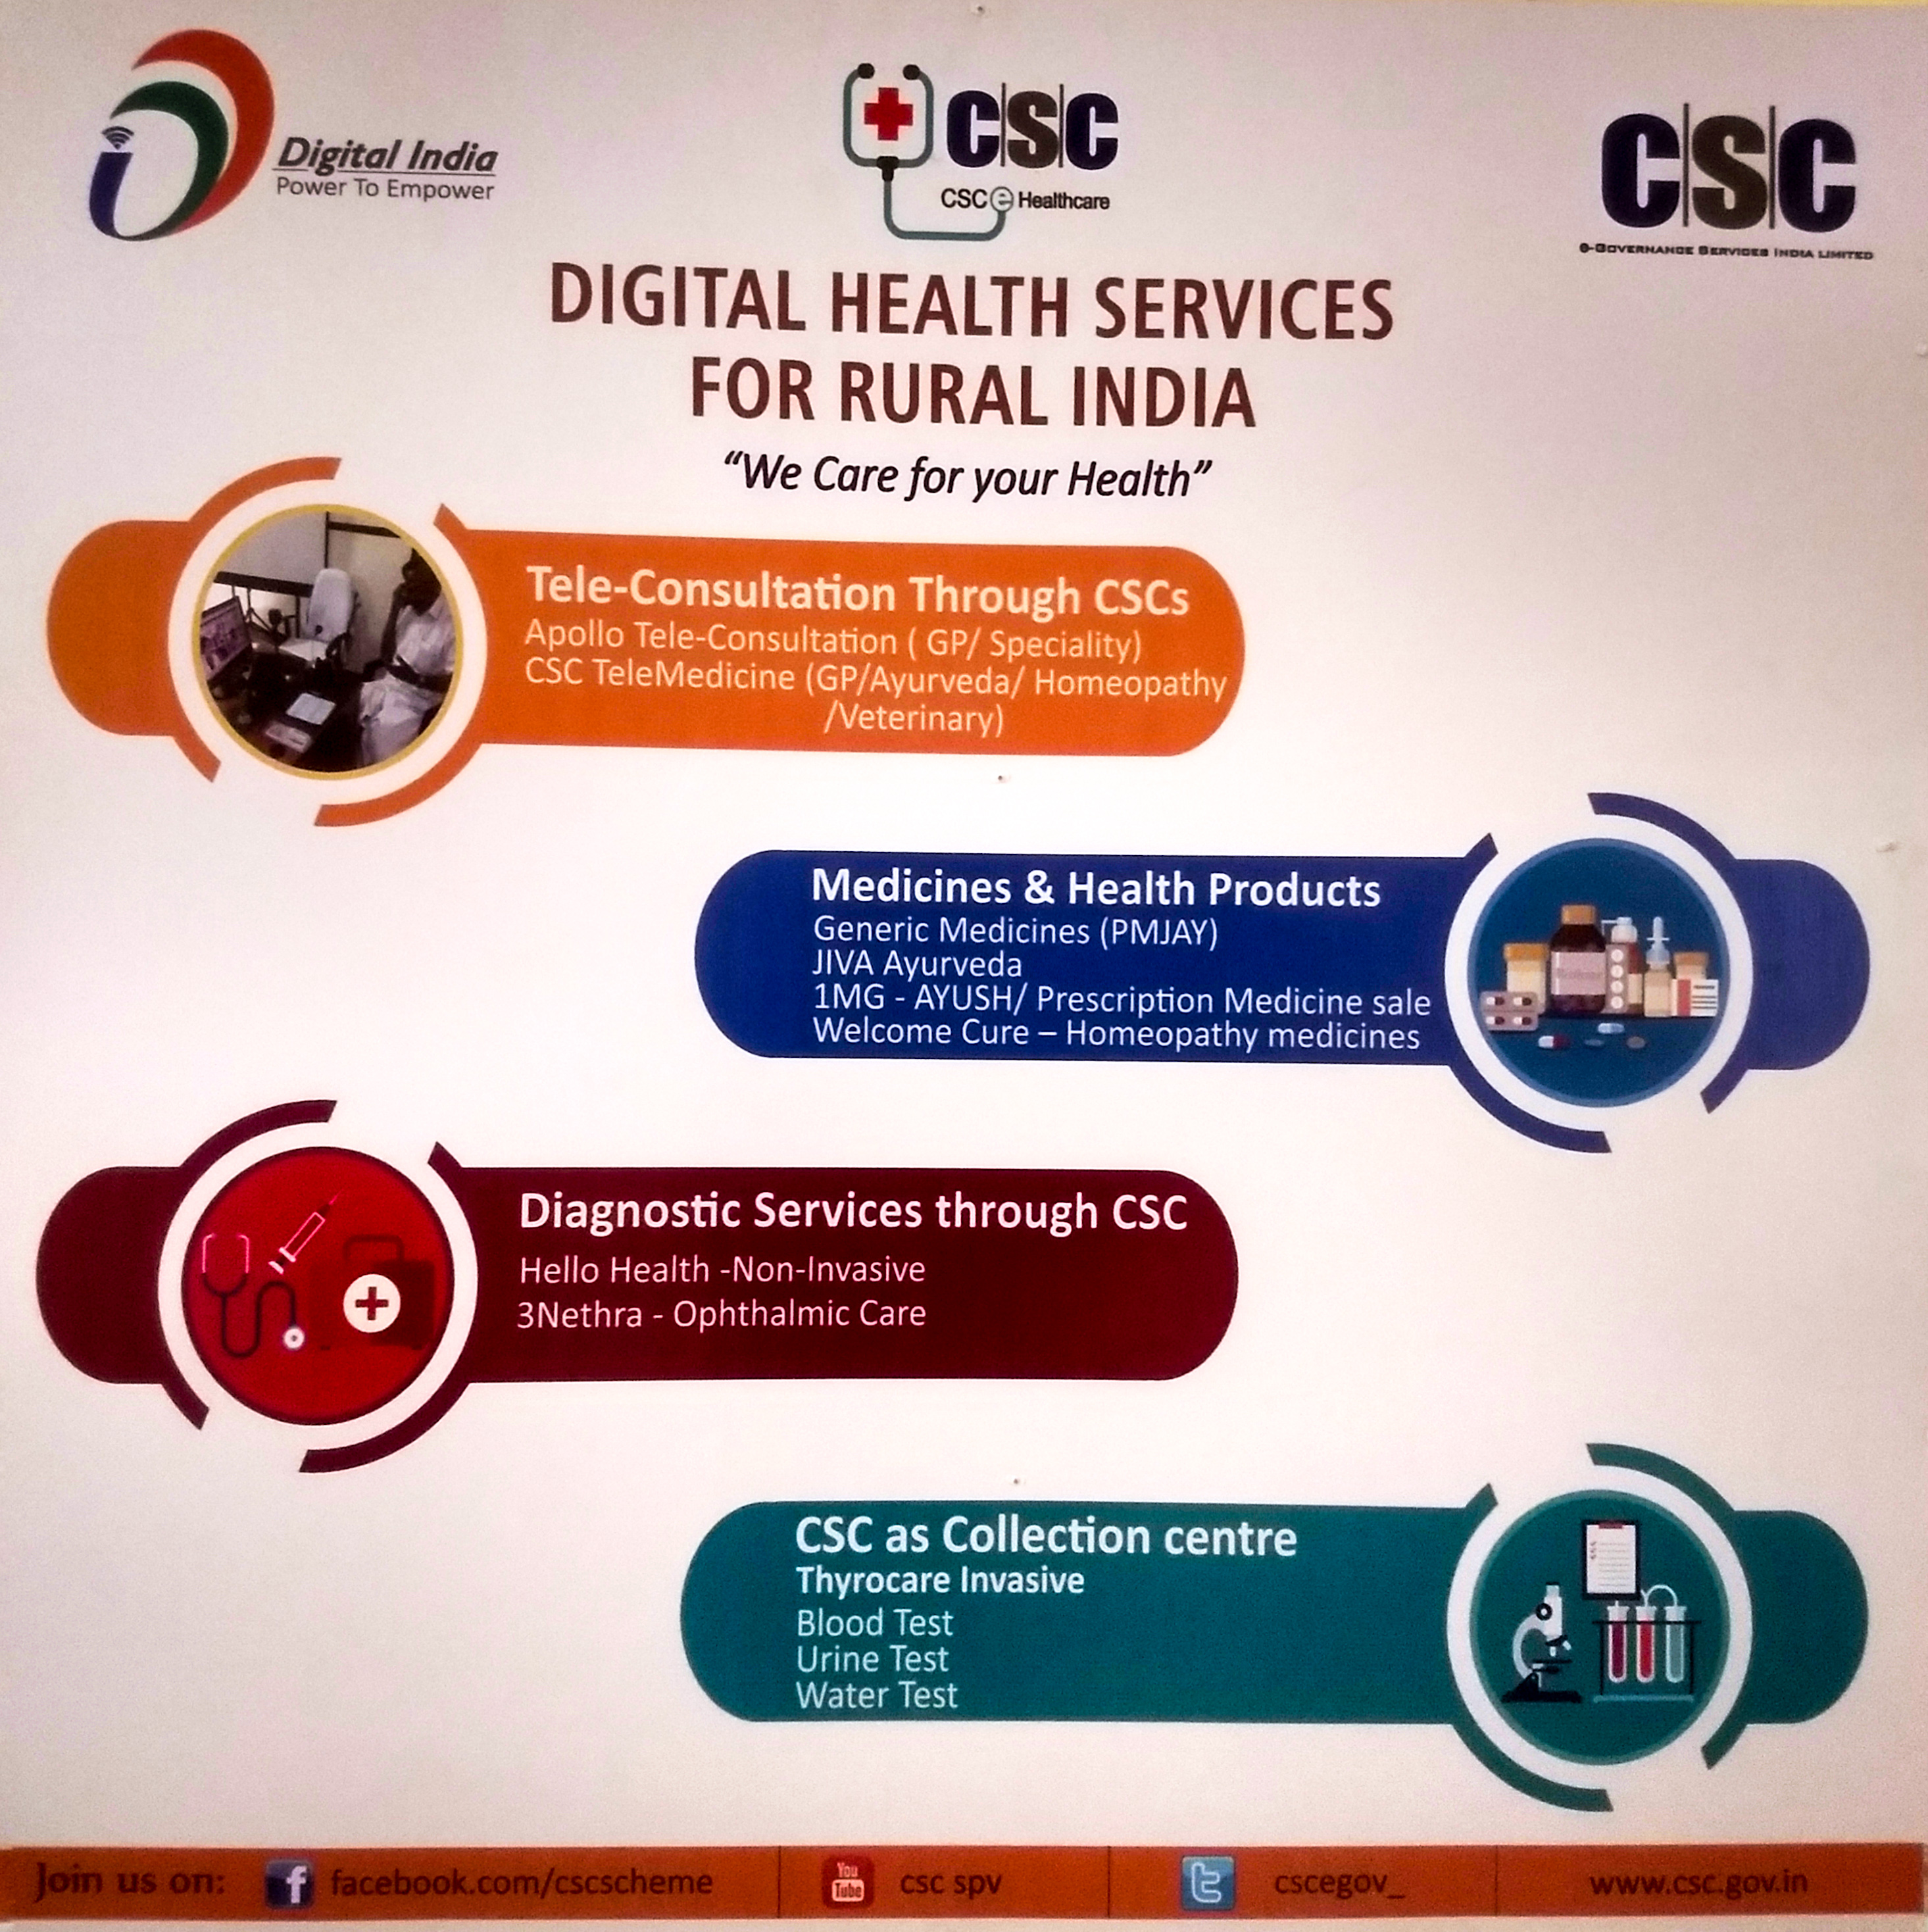 Digital India
Power To Empower
CSC
CSC e Healthcare
CSC
e-Governance Services India Limited
DIGITAL HEALTH SERVICES
FOR RURAL INDIA
“We Care for your Health”
Tele-Consultation Through CSCs
Apollo Tele-Consultation ( GP/ Speciality)
CSC TeleMedicine (GP/Ayurveda/ Homeopathy
/Veterinary)
Medicines & Health Products
Generic Medicines (PMJAY)
JIVA Ayurveda
1MG - AYUSH/ Prescription Medicine sale
Welcome Cure – Homeopathy medicines
Diagnostic Services through CSC
Hello Health -Non-Invasive
3Nethra - Ophthalmic Care
CSC as Collection centre
Thyrocare Invasive
Blood Test
Urine Test
Water Test
Join us on: facebook.com/cscscheme You Tube csc spv cscegov_ www.csc.gov.in